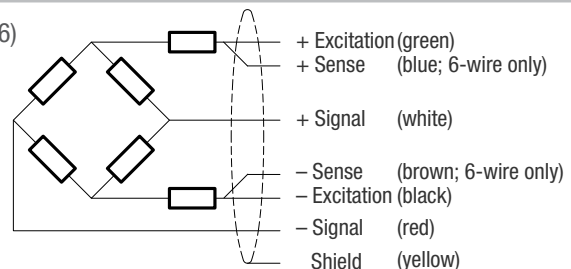 6)
+ Excitation (green)
+ Sense (blue; 6-wire only)
+ Signal (white)
– Sense (brown; 6-wire only)
– Excitation (black)
– Signal (red)
Shield (yellow)